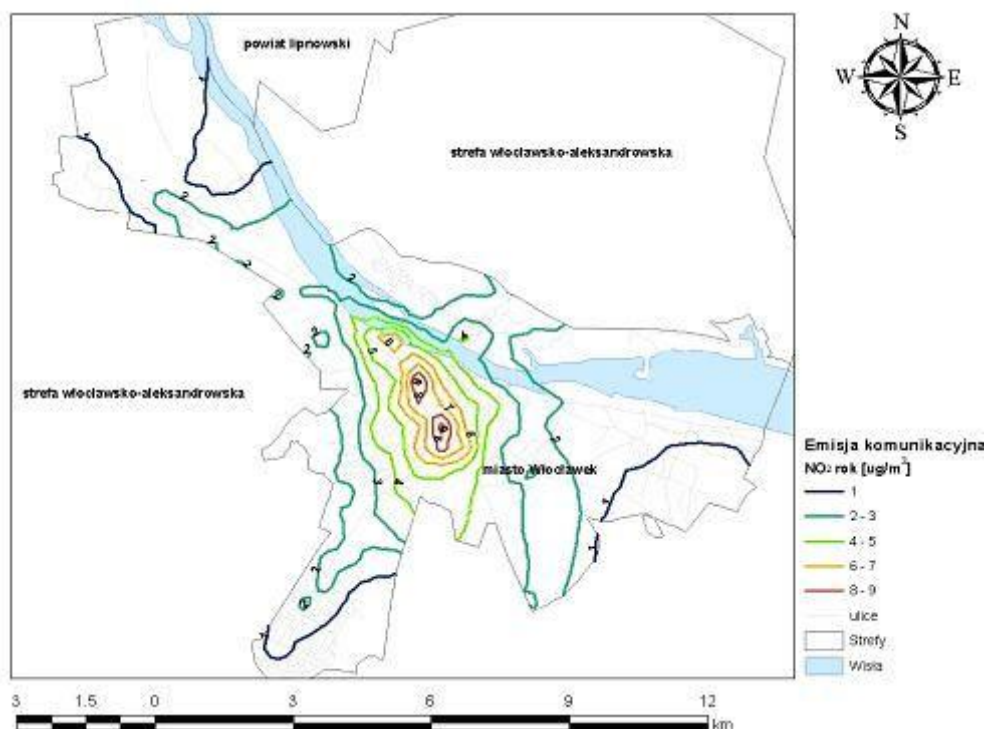 powiat lipnowski
N
W E
S
strefa włocławsko-aleksandrowska
strefa włocławsko-aleksandrowska
miasto Włocławek
Emisja komunikacyjna
NO2 rok [ug/m³]
1
2 - 3
4 - 5
6 - 7
8 - 9
ulice
Strefy
Wisła
3 1.5 0 3 6 9 12
km